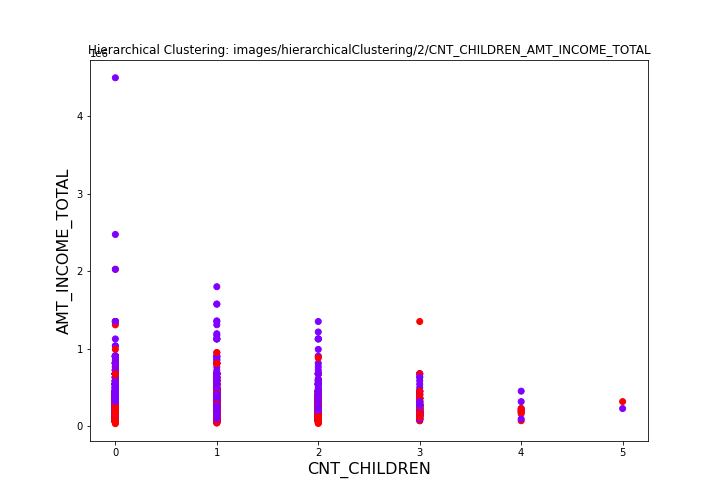 Hierarchical Clustering: images/hierarchicalClustering/2/CNT_CHILDREN_AMT_INCOME_TOTAL
1e6
4
3
2
1
0
AMT_INCOME_TOTAL
0 1 2 3 4 5
CNT_CHILDREN